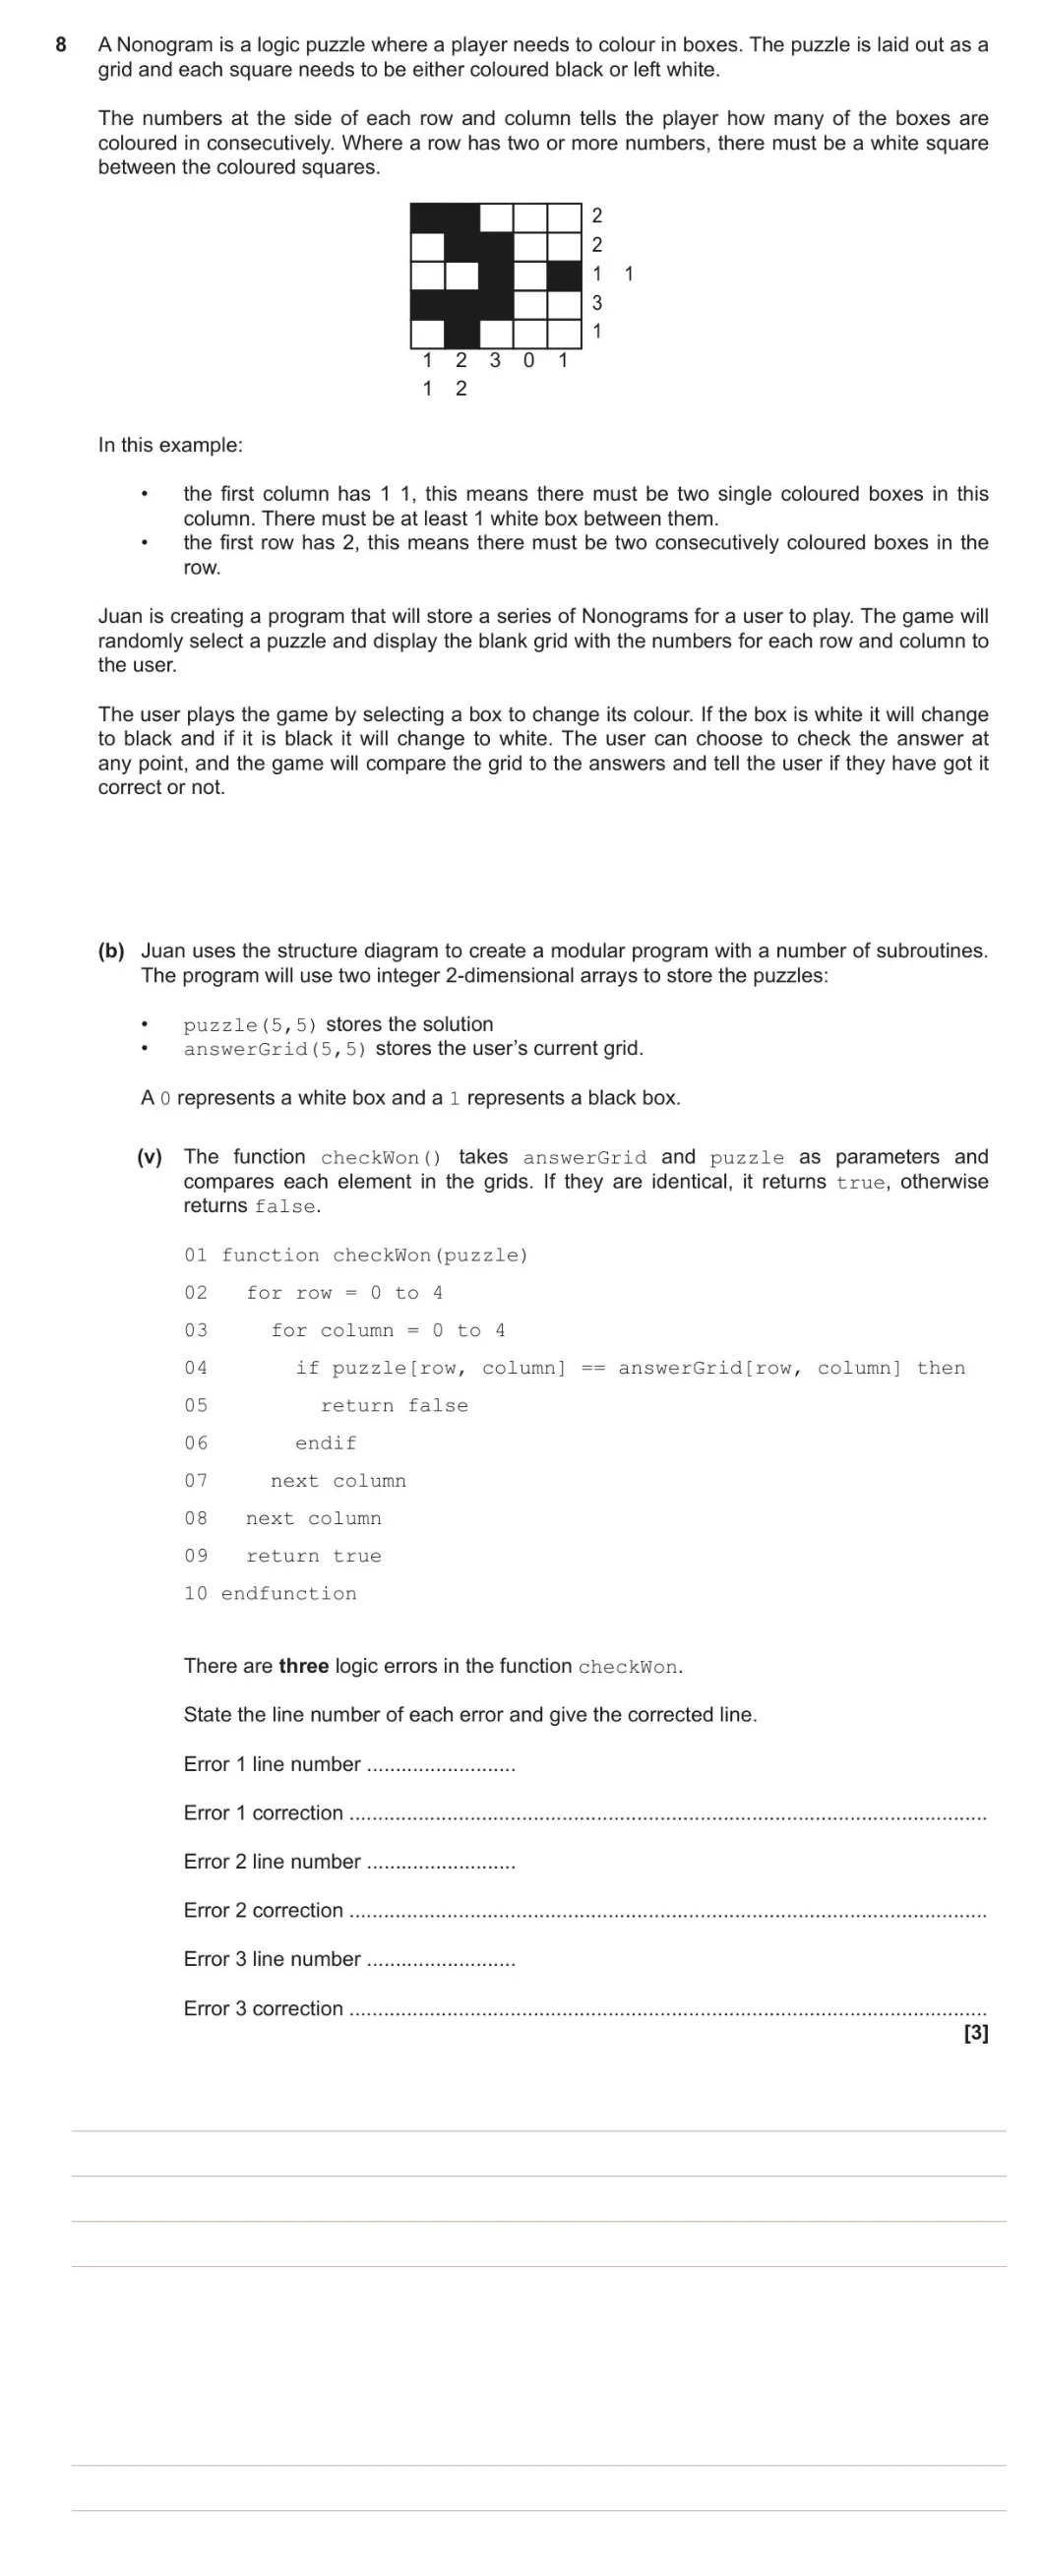 8 A Nonogram is a logic puzzle where a player needs to colour in boxes. The puzzle is laid out as a
grid and each square needs to be either coloured black or left white.
The numbers at the side of each row and column tells the player how many of the boxes are
coloured in consecutively. Where a row has two or more numbers, there must be a white square
between the coloured squares.
2
2
1 1
3
1
1 2 3 0 1
1 2
In this example:
• the first column has 1 1, this means there must be two single coloured boxes in this
column. There must be at least 1 white box between them.
• the first row has 2, this means there must be two consecutively coloured boxes in the
row.
Juan is creating a program that will store a series of Nonograms for a user to play. The game will
randomly select a puzzle and display the blank grid with the numbers for each row and column to
the user.
The user plays the game by selecting a box to change its colour. If the box is white it will change
to black and if it is black it will change to white. The user can choose to check the answer at
any point, and the game will compare the grid to the answers and tell the user if they have got it
correct or not.
(b) Juan uses the structure diagram to create a modular program with a number of subroutines.
The program will use two integer 2-dimensional arrays to store the puzzles:
• puzzle(5,5) stores the solution
• answerGrid(5,5) stores the user's current grid.
A 0 represents a white box and a 1 represents a black box.
(v) The function checkWon() takes answerGrid and puzzle as parameters and
compares each element in the grids. If they are identical, it returns true, otherwise
returns false.
01 function checkWon(puzzle)
02 for row = 0 to 4
03 for column = 0 to 4
04 if puzzle[row, column] == answerGrid[row, column] then
05 return false
06 endif
07 next column
08 next column
09 return true
10 endfunction
There are three logic errors in the function checkWon.
State the line number of each error and give the corrected line.
Error 1 line number ..........................
Error 1 correction ................................................................................................................
Error 2 line number ..........................
Error 2 correction ................................................................................................................
Error 3 line number ..........................
Error 3 correction ................................................................................................................
[3]